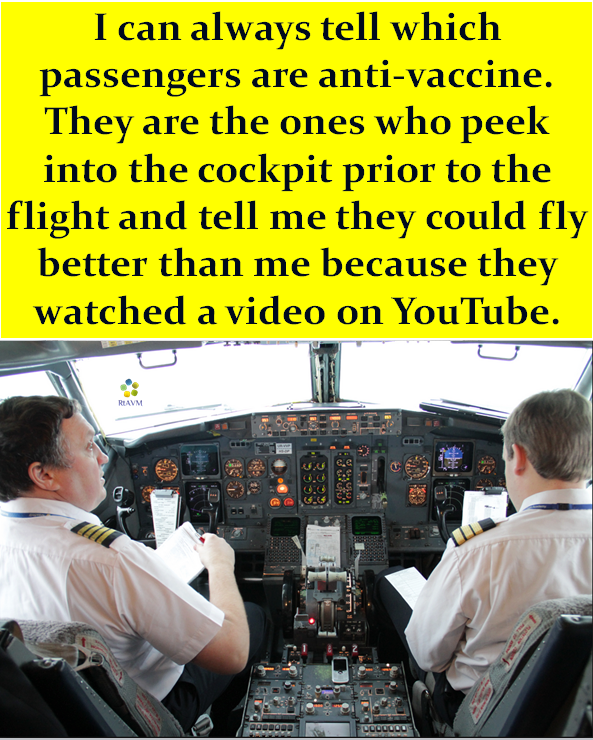 I can always tell which
passengers are anti-vaccine.
They are the ones who peek
into the cockpit prior to the
flight and tell me they could fly
better than me because they
watched a video on YouTube.
RtAVM